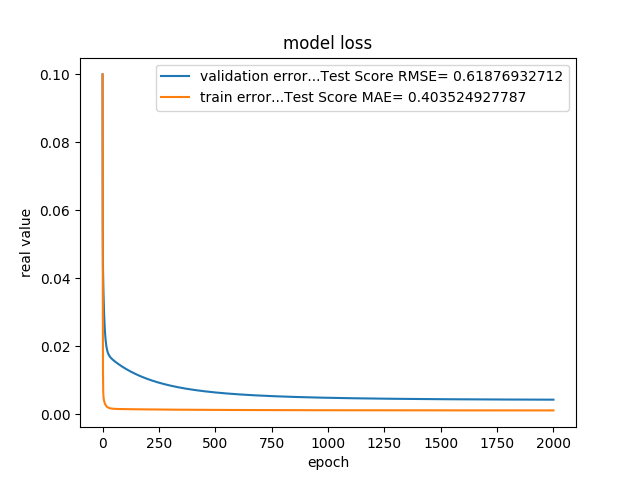 model loss
validation error...Test Score RMSE= 0.61876932712
train error...Test Score MAE= 0.403524927787
0.10
0.08
0.06
0.04
0.02
0.00
real value
0 250 500 750 1000 1250 1500 1750 2000
epoch